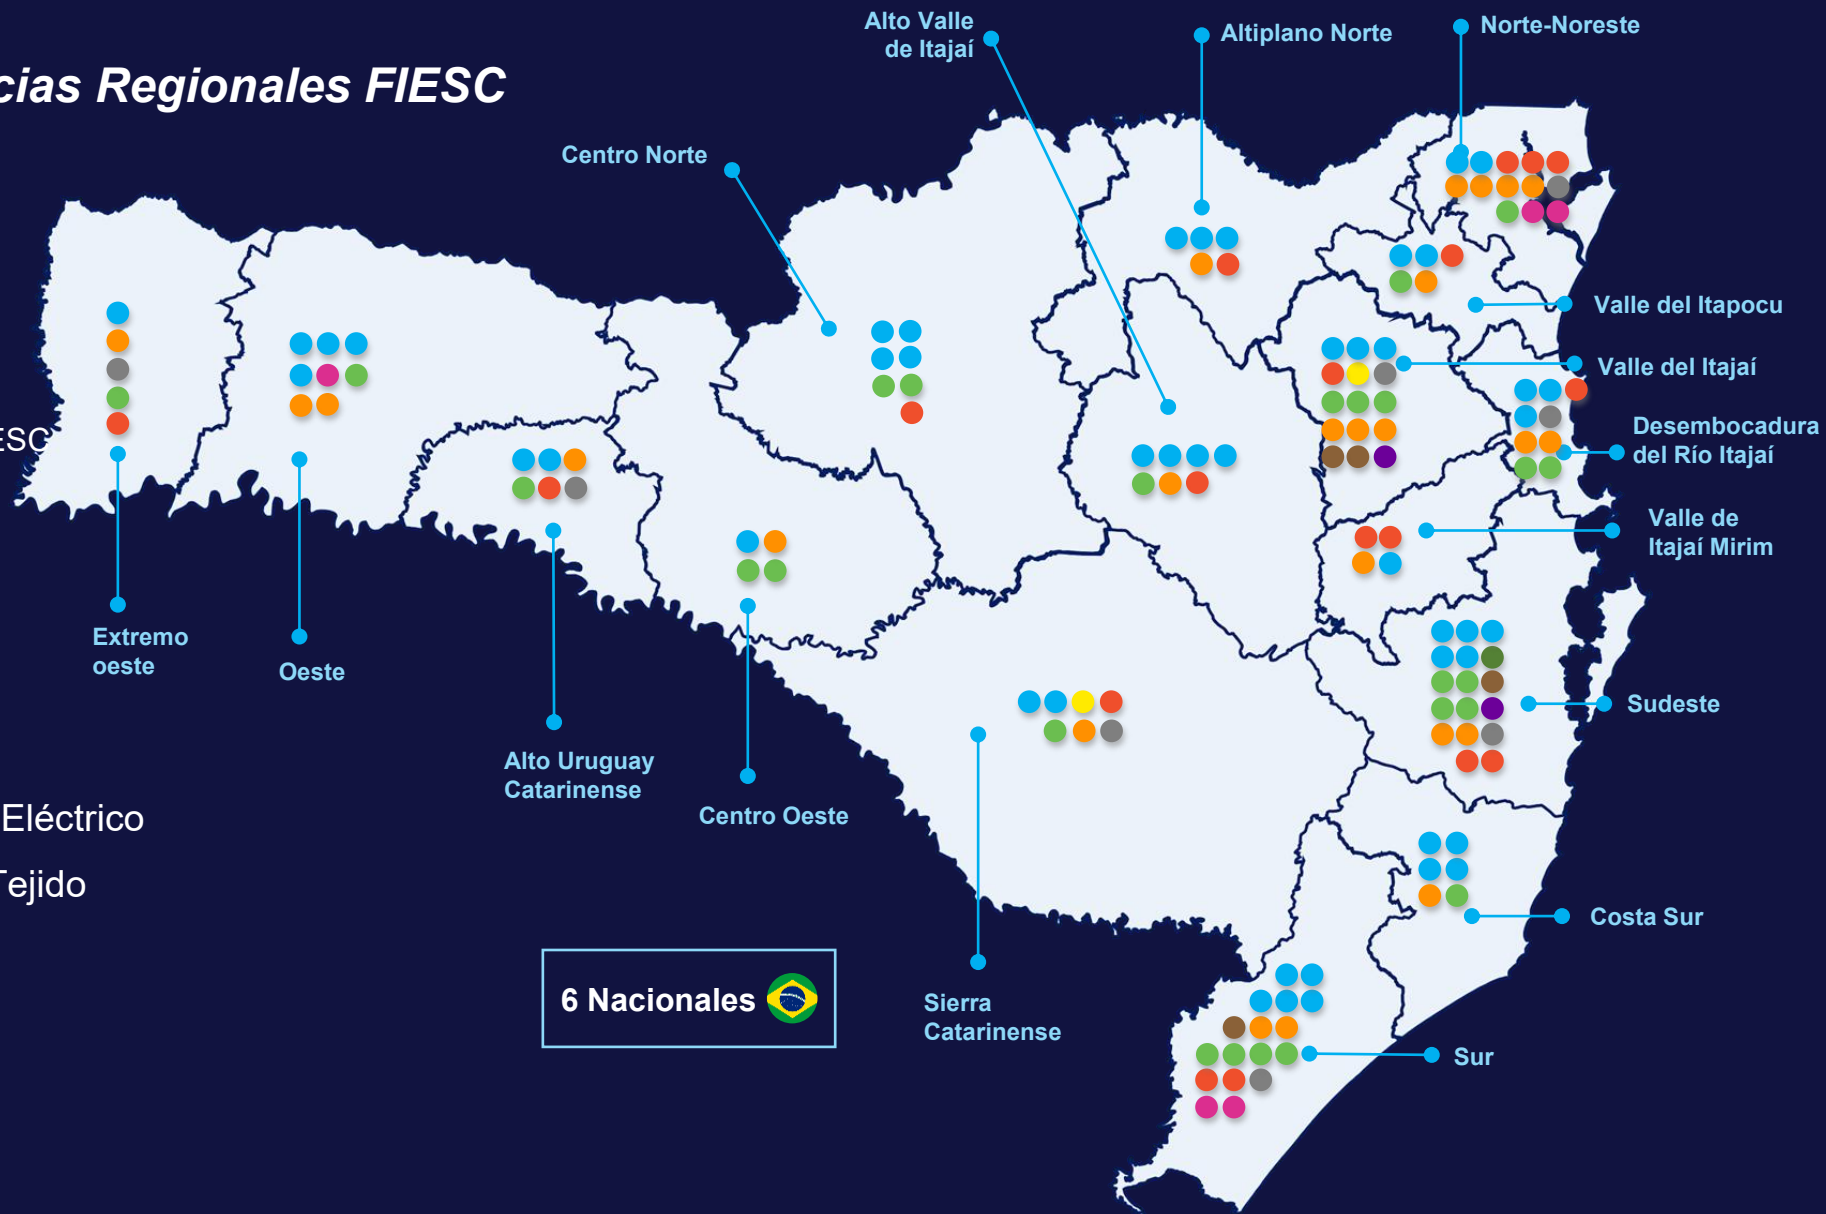 Alto Valle
de Itajaí
Altiplano Norte
Norte-Noreste
cias Regionales FIESC
Centro Norte
Valle del Itapocu
Valle del Itajaí
Desembocadura
del Río Itajaí
ESC
Valle de
Itajaí Mirim
Extremo
oeste
Oeste
Sudeste
Alto Uruguay
Catarinense
Centro Oeste
Eléctrico
Tejido
Costa Sur
6 Nacionales
Sierra
Catarinense
Sur